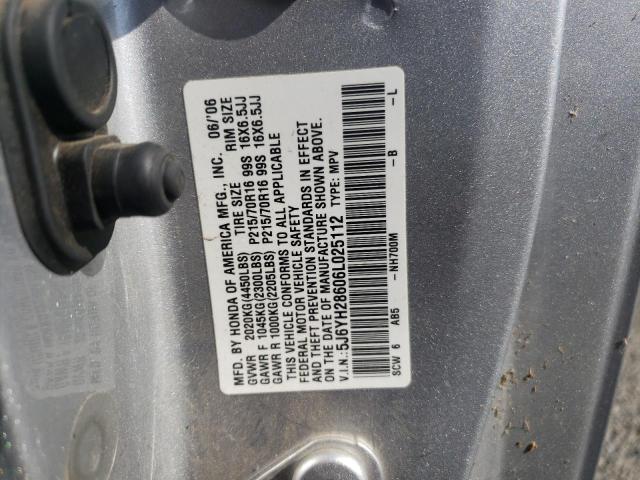 MFD. BY HONDA OF AMERICA MFG., INC. 06/'06
TIRE SIZE RIM SIZE
GVWR 2020KG(4450LBS)
GAWR F 1045KG(2300LBS) P215/70R16 99S 16X6.5JJ
GAWR R 1000KG(2205LBS) P215/70R16 99S 16X6.5JJ
THIS VEHICLE CONFORMS TO ALL APPLICABLE
FEDERAL MOTOR VEHICLE SAFETY
AND THEFT PREVENTION STANDARDS IN EFFECT
ON THE DATE OF MANUFACTURE SHOWN ABOVE.
V.I.N.: 5J6YH28606L025112 TYPE: MPV
SCW 6 AB5 -NH700M -B -L